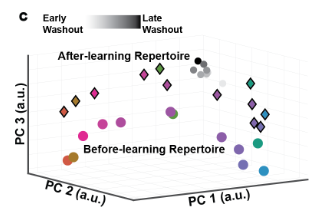 c
Early Late
Washout Washout
After-learning Repertoire
Before-learning Repertoire
PC 3 (a.u.)
PC 2 (a.u.)
PC 1 (a.u.)